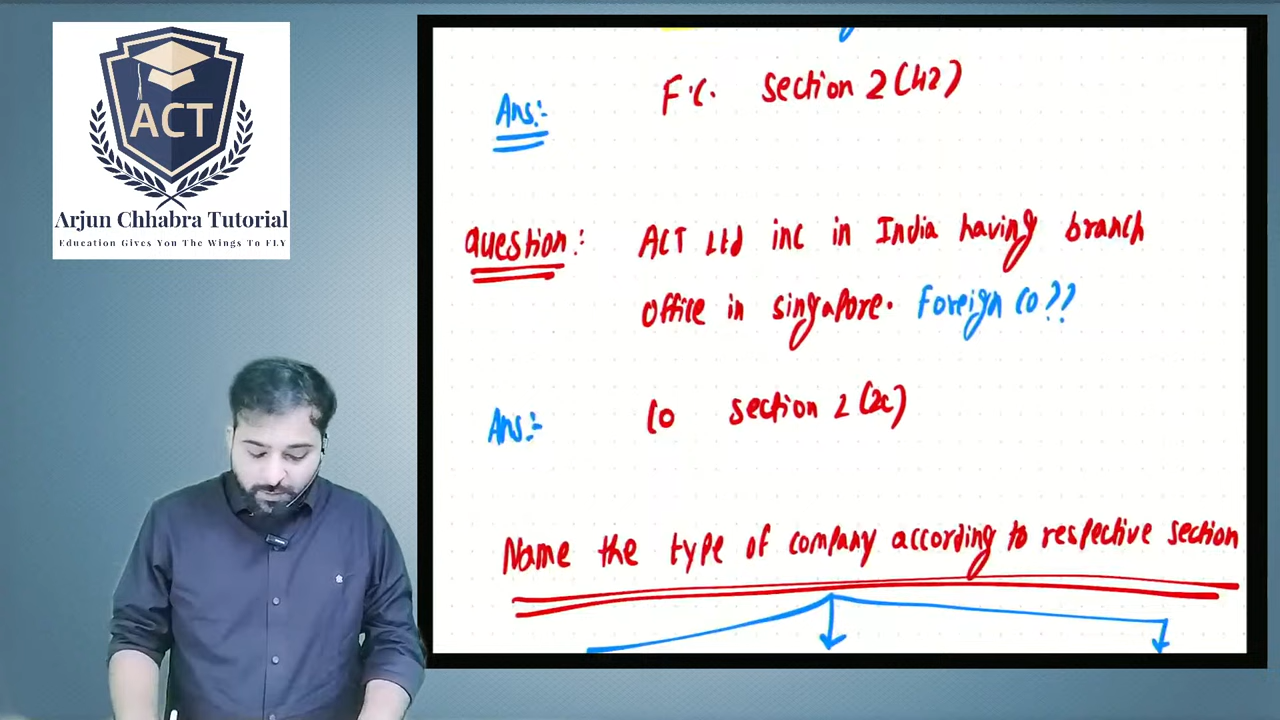 ACT
Arjun Chhabra Tutorial
Education Gives You The Wings To FLY
Ans:- F.C. section 2(42)
Question:- ACT Ltd inc in India having branch
office in singapore. Foreign Co??
Ans:- Co section 2(20)
Name the type of company according to respective section